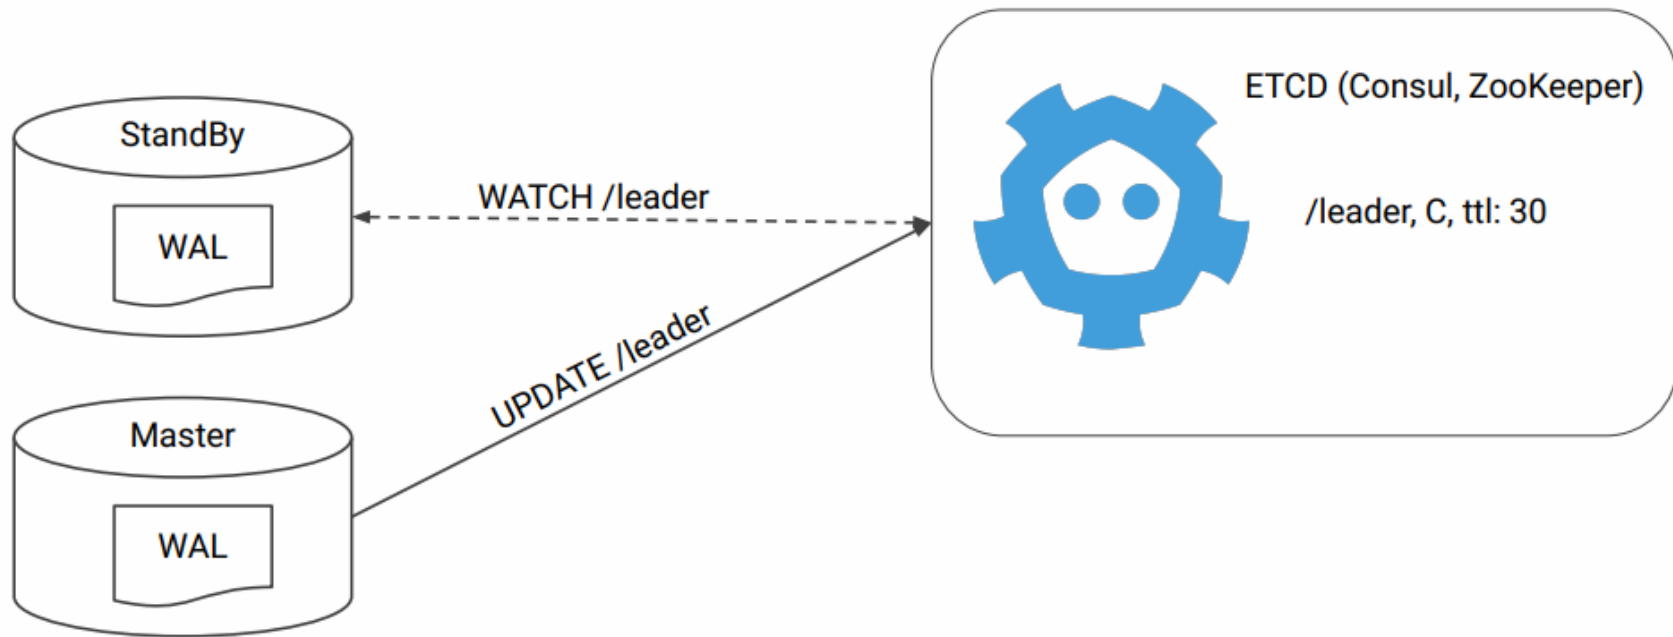 StandBy
WAL
WATCH /leader
UPDATE /leader
Master
WAL
ETCD (Consul, ZooKeeper)
/leader, C, ttl: 30